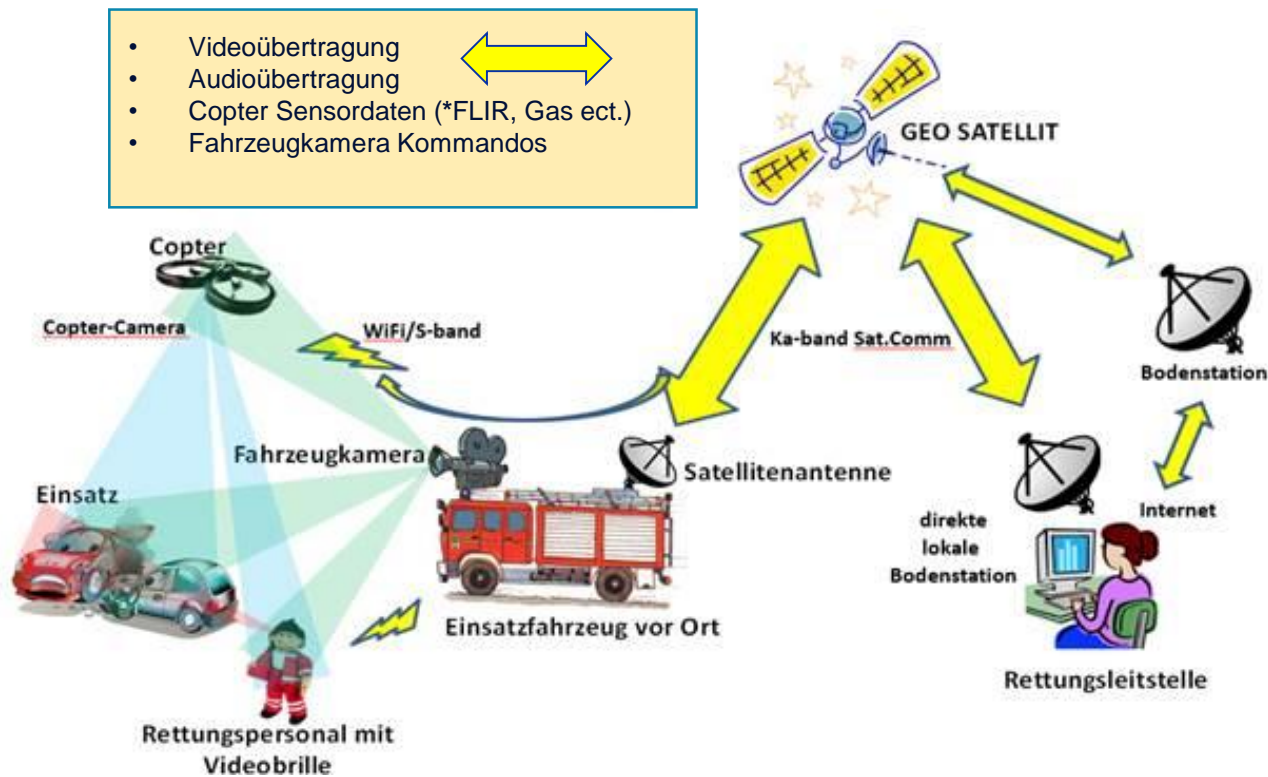 • Videoübertragung
• Audioübertragung
• Copter Sensordaten (*FLIR, Gas ect.)
• Fahrzeugkamera Kommandos
GEO SATELLIT
Copter
Copter-Camera
WiFi/S-band
Ka-band Sat.Comm
Bodenstation
Fahrzeugkamera
Satellitenantenne
Einsatz
Internet
direkte
lokale
Bodenstation
Einsatzfahrzeug vor Ort
Rettungsleitstelle
Rettungspersonal mit
Videobrille